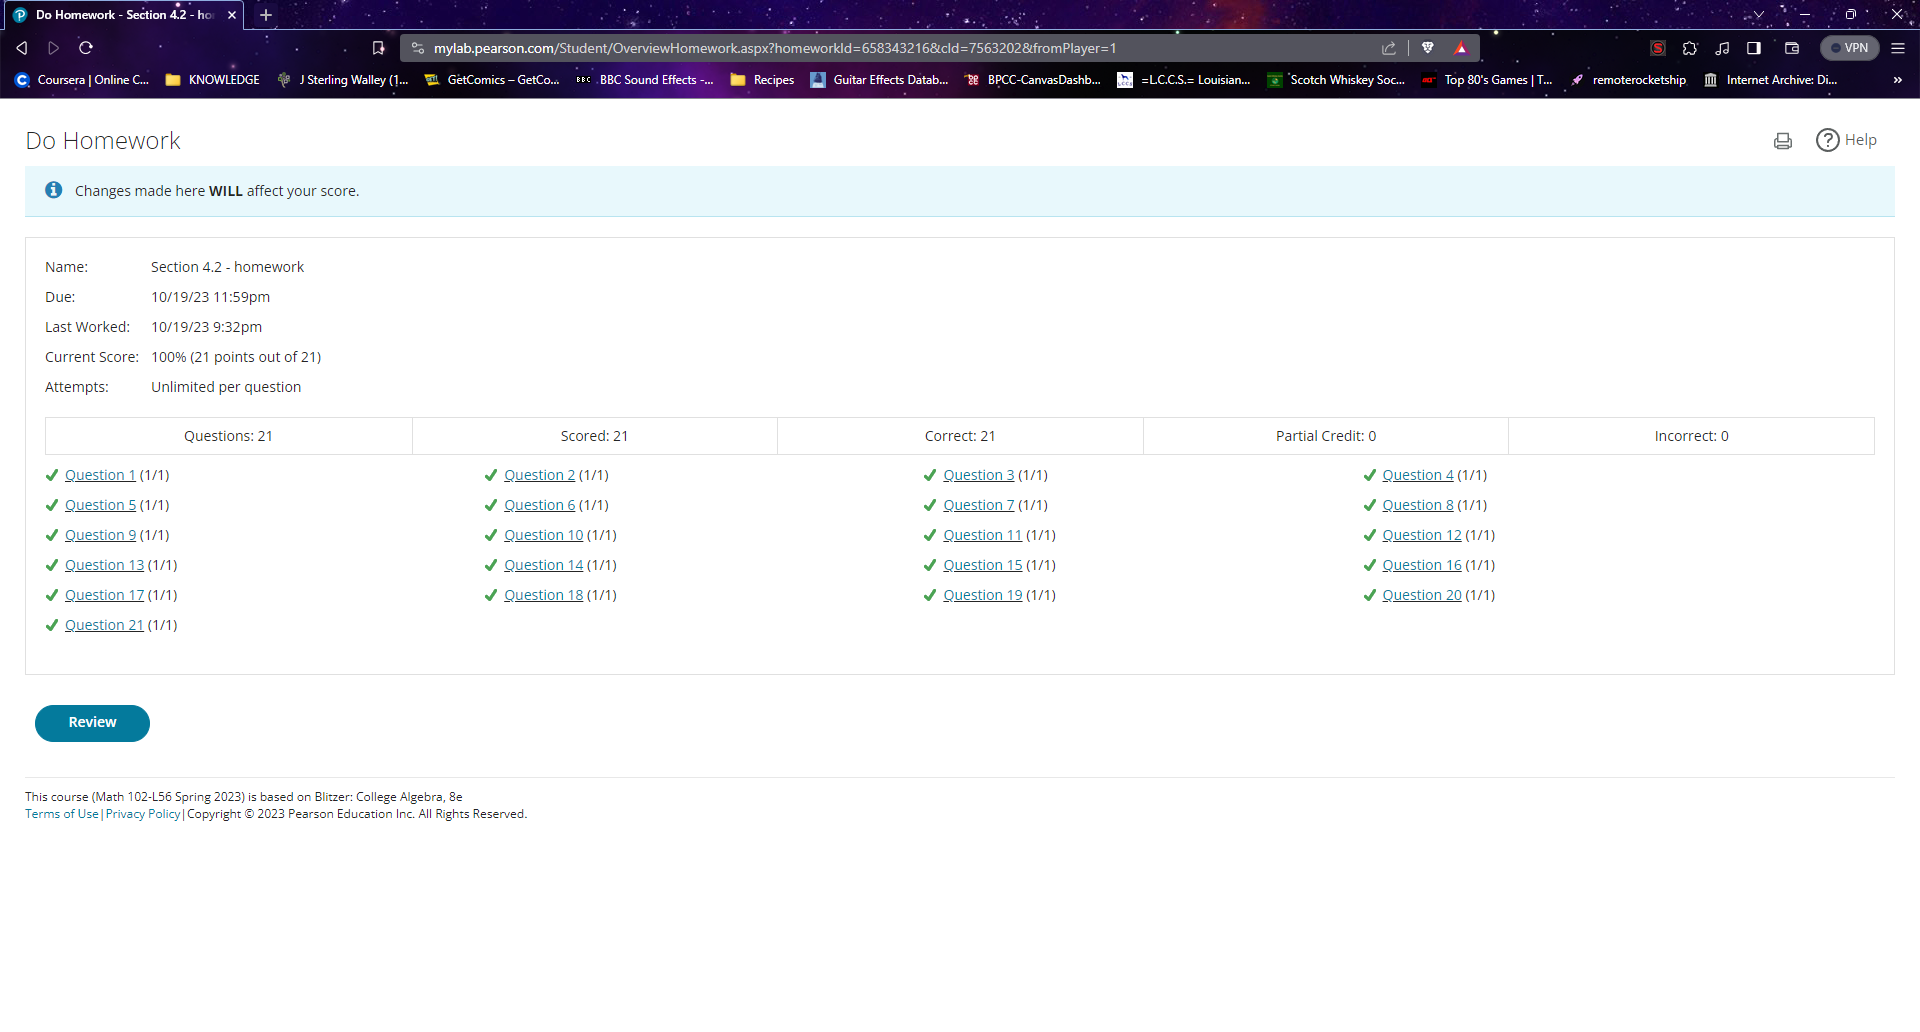 Do Homework - Section 4.2 - ho
mylab.pearson.com/Student/OverviewHomework.aspx?homeworkId=658343216&cId=7563202&fromPlayer=1
VPN
Coursera | Online C... KNOWLEDGE J Sterling Walley (1... GetComics – GetCo... BBC BBC Sound Effects -... Recipes Guitar Effects Datab... BPCC-CanvasDashb... LCCS =L.C.C.S.= Louisian... Scotch Whiskey Soc... Top 80's Games | T... remoterocketship Internet Archive: Di... »
Do Homework
? Help
Changes made here WILL affect your score.
Name: Section 4.2 - homework
Due: 10/19/23 11:59pm
Last Worked: 10/19/23 9:32pm
Current Score: 100% (21 points out of 21)
Attempts: Unlimited per question
Questions: 21 Scored: 21 Correct: 21 Partial Credit: 0 Incorrect: 0
Question 1 (1/1) Question 2 (1/1) Question 3 (1/1) Question 4 (1/1)
Question 5 (1/1) Question 6 (1/1) Question 7 (1/1) Question 8 (1/1)
Question 9 (1/1) Question 10 (1/1) Question 11 (1/1) Question 12 (1/1)
Question 13 (1/1) Question 14 (1/1) Question 15 (1/1) Question 16 (1/1)
Question 17 (1/1) Question 18 (1/1) Question 19 (1/1) Question 20 (1/1)
Question 21 (1/1)
Review
This course (Math 102-L56 Spring 2023) is based on Blitzer: College Algebra, 8e
Terms of Use | Privacy Policy | Copyright © 2023 Pearson Education Inc. All Rights Reserved.